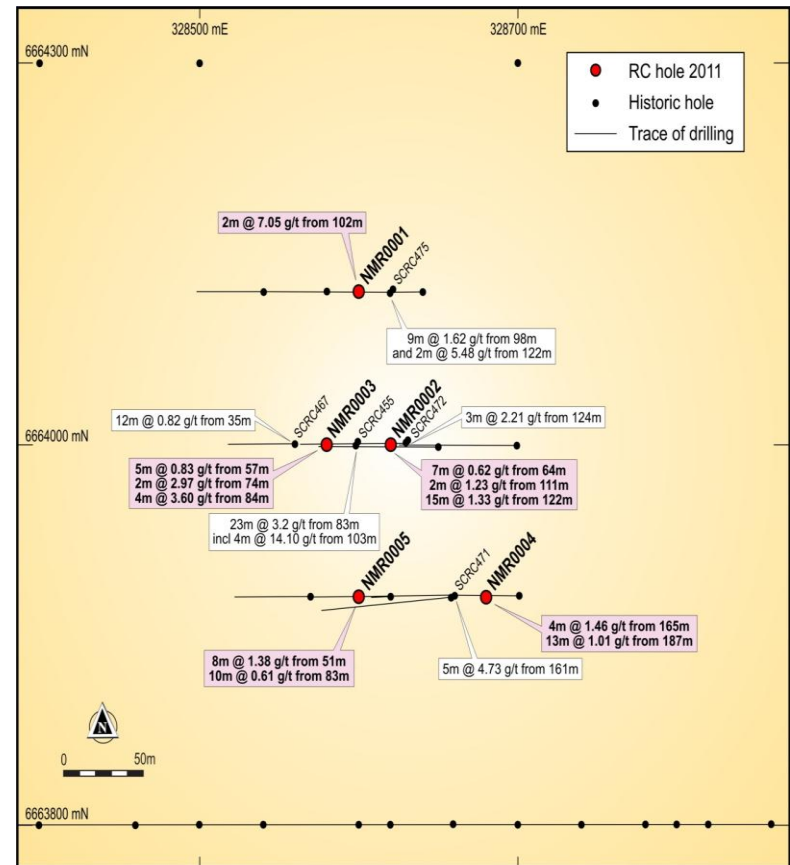 328500 mE
328700 mE
6664300 mN
RC hole 2011
Historic hole
Trace of drilling
2m @ 7.05 g/t from 102m
NMR0001
SCRC475
9m @ 1.62 g/t from 98m
and 2m @ 5.48 g/t from 122m
12m @ 0.82 g/t from 35m
SCRC467
NMR0003
SCRC455
NMR0002
SCRC472
3m @ 2.21 g/t from 124m
6664000 mN
5m @ 0.83 g/t from 57m
2m @ 2.97 g/t from 74m
4m @ 3.60 g/t from 84m
7m @ 0.62 g/t from 64m
2m @ 1.23 g/t from 111m
15m @ 1.33 g/t from 122m
23m @ 3.2 g/t from 83m
incl 4m @ 14.10 g/t from 103m
NMR0005
SCRC471
NMR0004
4m @ 1.46 g/t from 165m
13m @ 1.01 g/t from 187m
8m @ 1.38 g/t from 51m
10m @ 0.61 g/t from 83m
5m @ 4.73 g/t from 161m
N
0 50m
6663800 mN